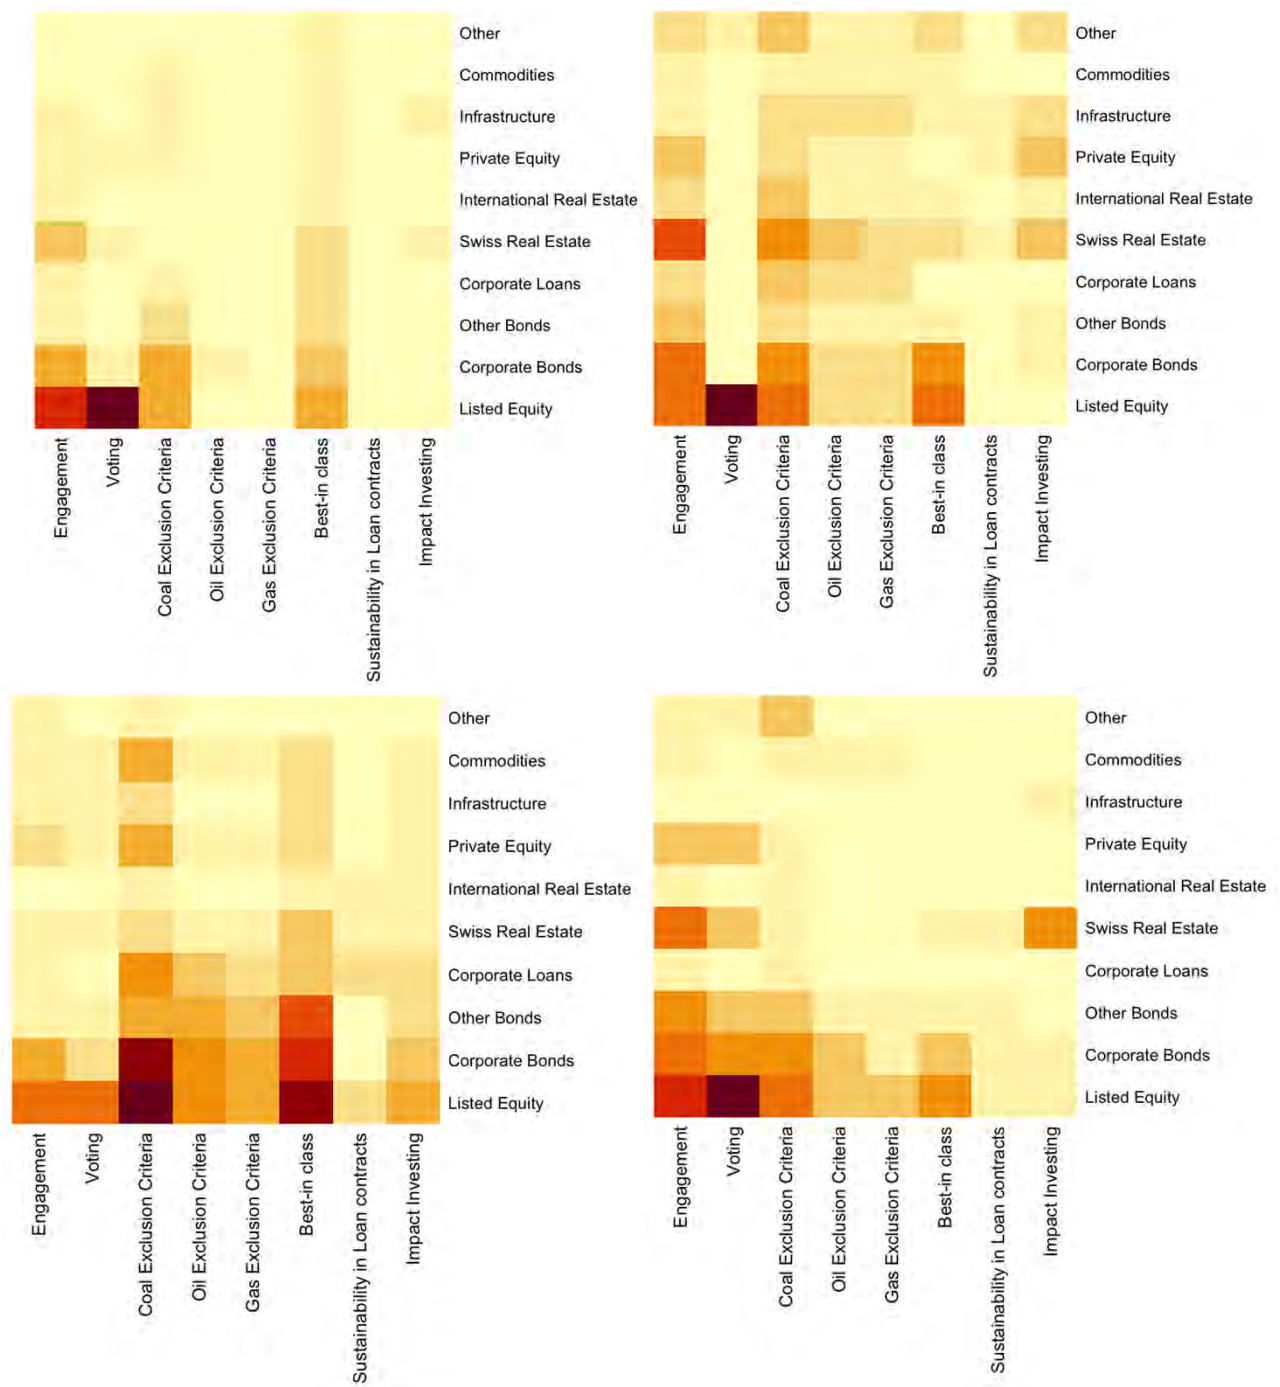 Other
Commodities
Infrastructure
Private Equity
International Real Estate
Swiss Real Estate
Corporate Loans
Other Bonds
Corporate Bonds
Listed Equity
Engagement
Voting
Coal Exclusion Criteria
Oil Exclusion Criteria
Gas Exclusion Criteria
Best-in class
Sustainability in Loan contracts
Impact Investing
Other
Commodities
Infrastructure
Private Equity
International Real Estate
Swiss Real Estate
Corporate Loans
Other Bonds
Corporate Bonds
Listed Equity
Engagement
Voting
Coal Exclusion Criteria
Oil Exclusion Criteria
Gas Exclusion Criteria
Best-in class
Sustainability in Loan contracts
Impact Investing
Other
Commodities
Infrastructure
Private Equity
International Real Estate
Swiss Real Estate
Corporate Loans
Other Bonds
Corporate Bonds
Listed Equity
Engagement
Voting
Coal Exclusion Criteria
Oil Exclusion Criteria
Gas Exclusion Criteria
Best-in class
Sustainability in Loan contracts
Impact Investing
Other
Commodities
Infrastructure
Private Equity
International Real Estate
Swiss Real Estate
Corporate Loans
Other Bonds
Corporate Bonds
Listed Equity
Engagement
Voting
Coal Exclusion Criteria
Oil Exclusion Criteria
Gas Exclusion Criteria
Best-in class
Sustainability in Loan contracts
Impact Investing